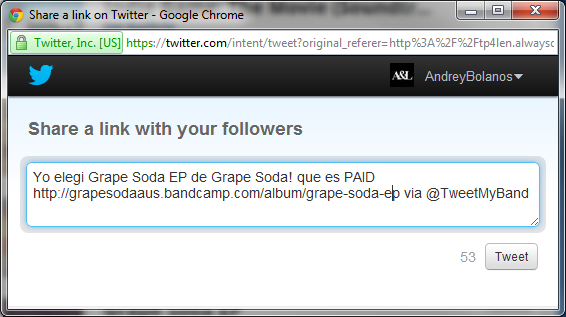 Share a link on Twitter - Google Chrome
Twitter, Inc. [US] https://twitter.com/intent/tweet?original_referer=http%3A%2F%2Ftp4len.alwaysd
A&L AndreyBolanos
Share a link with your followers
Yo elegi Grape Soda EP de Grape Soda! que es PAID
http://grapesodaaus.bandcamp.com/album/grape-soda-ep via @TweetMyBand
53 Tweet